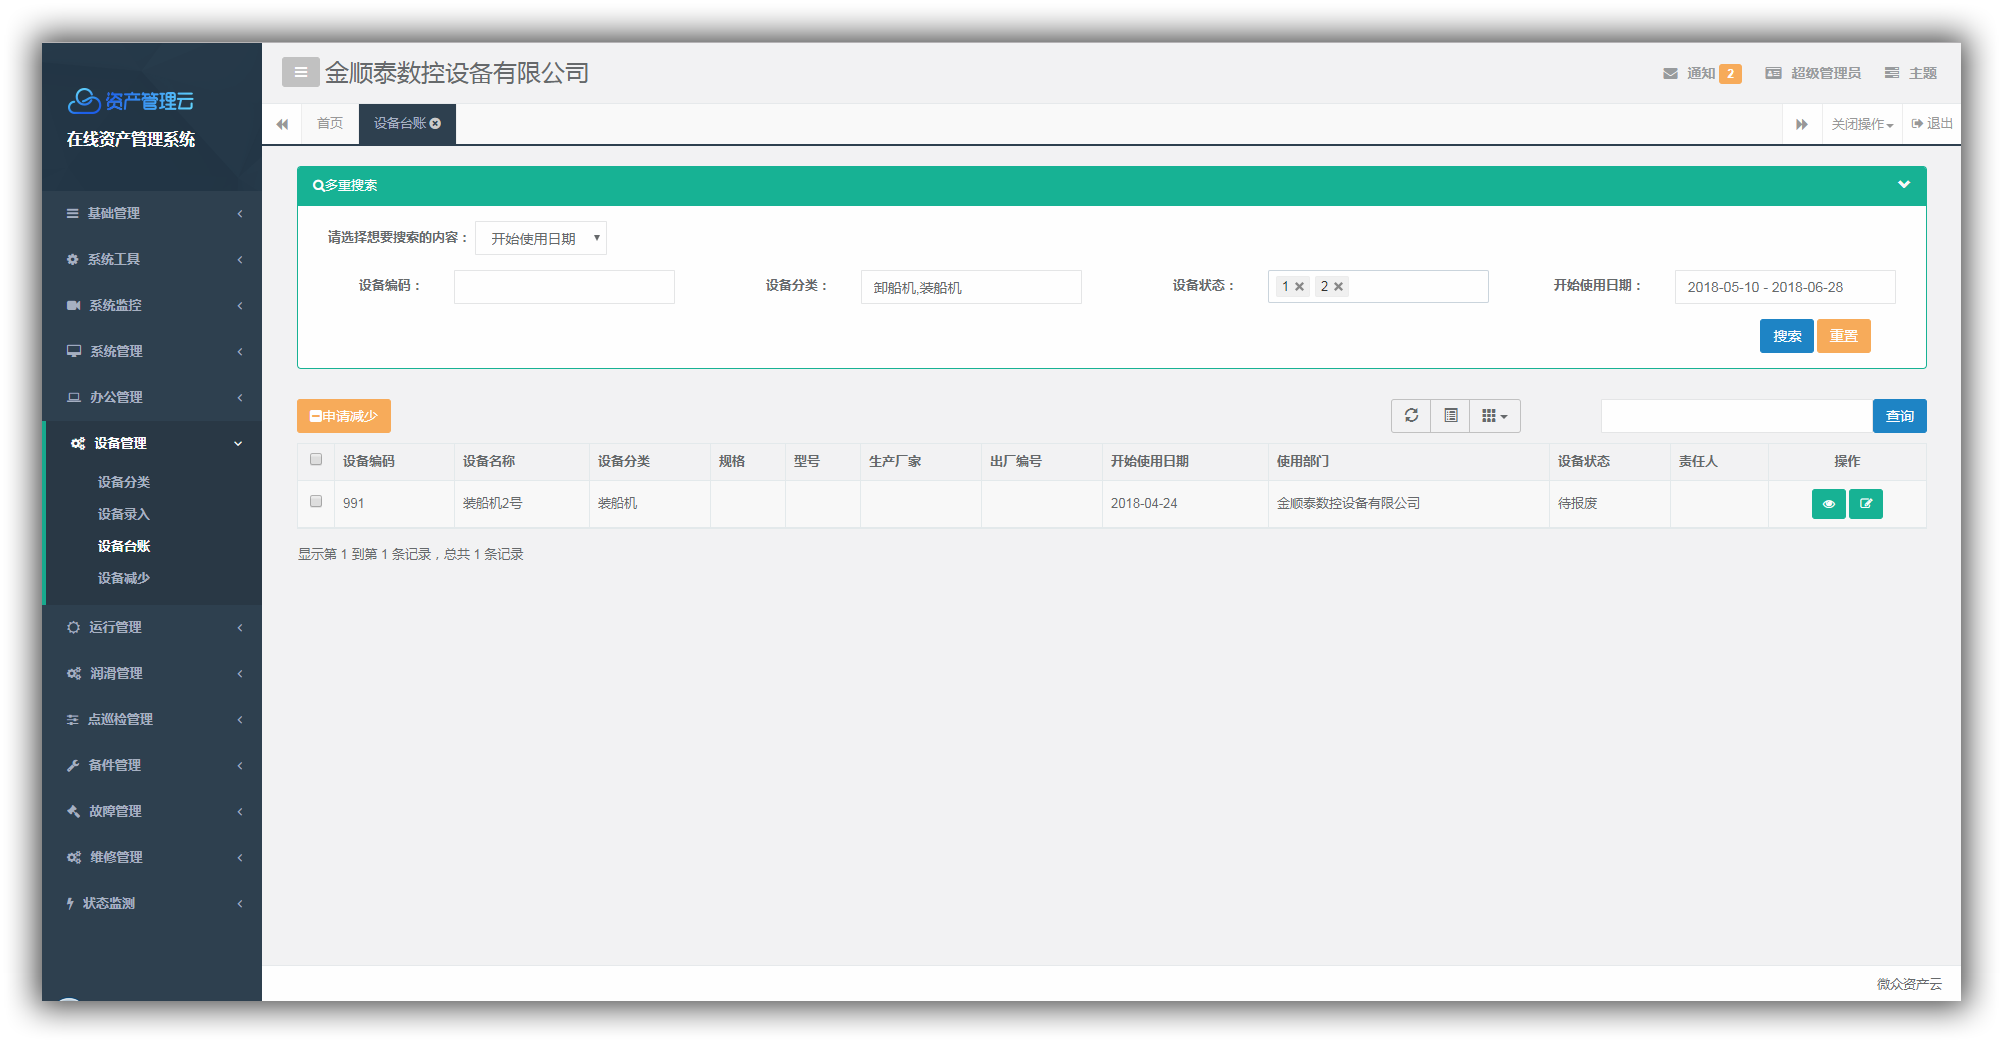 资产管理云
在线资产管理系统
基础管理
系统工具
系统监控
系统管理
办公管理
设备管理
设备分类
设备录入
设备台账
设备减少
运行管理
润滑管理
点巡检管理
备件管理
故障管理
维修管理
状态监测
金顺泰数控设备有限公司
通知 2 超级管理员 主题
首页 设备台账 关闭操作 退出
多重搜索
请选择想要搜索的内容： 开始使用日期
设备编码： 设备分类： 卸船机,装船机 设备状态： 1 2 开始使用日期： 2018-05-10 - 2018-06-28
搜索 重置
申请减少 查询
设备编码 设备名称 设备分类 规格 型号 生产厂家 出厂编号 开始使用日期 使用部门 设备状态 责任人 操作
991 装船机2号 装船机 2018-04-24 金顺泰数控设备有限公司 待报废
显示第 1 到第 1 条记录，总共 1 条记录
微众资产云